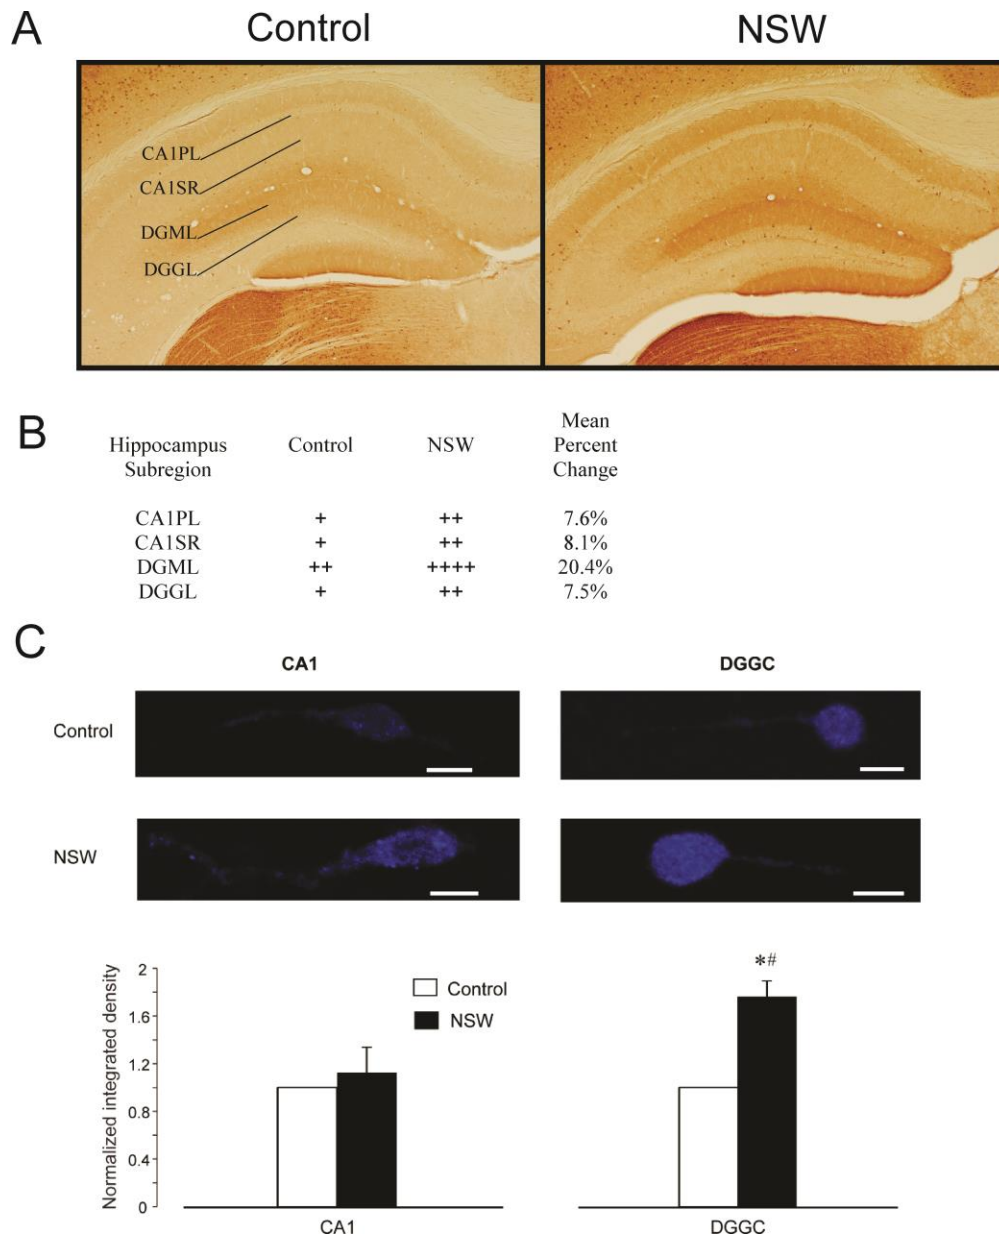 A
Control
NSW
CA1PL
CA1SR
DGML
DGGL
B
Hippocampus Subregion
Control
NSW
Mean Percent Change
CA1PL + ++ 7.6%
CA1SR + ++ 8.1%
DGML ++ ++++ 20.4%
DGGL + ++ 7.5%
C
CA1
DGGC
Control
NSW
Normalized integrated density
2
1.6
1.2
0.8
0.4
0
Control
NSW
*#
CA1
DGGC